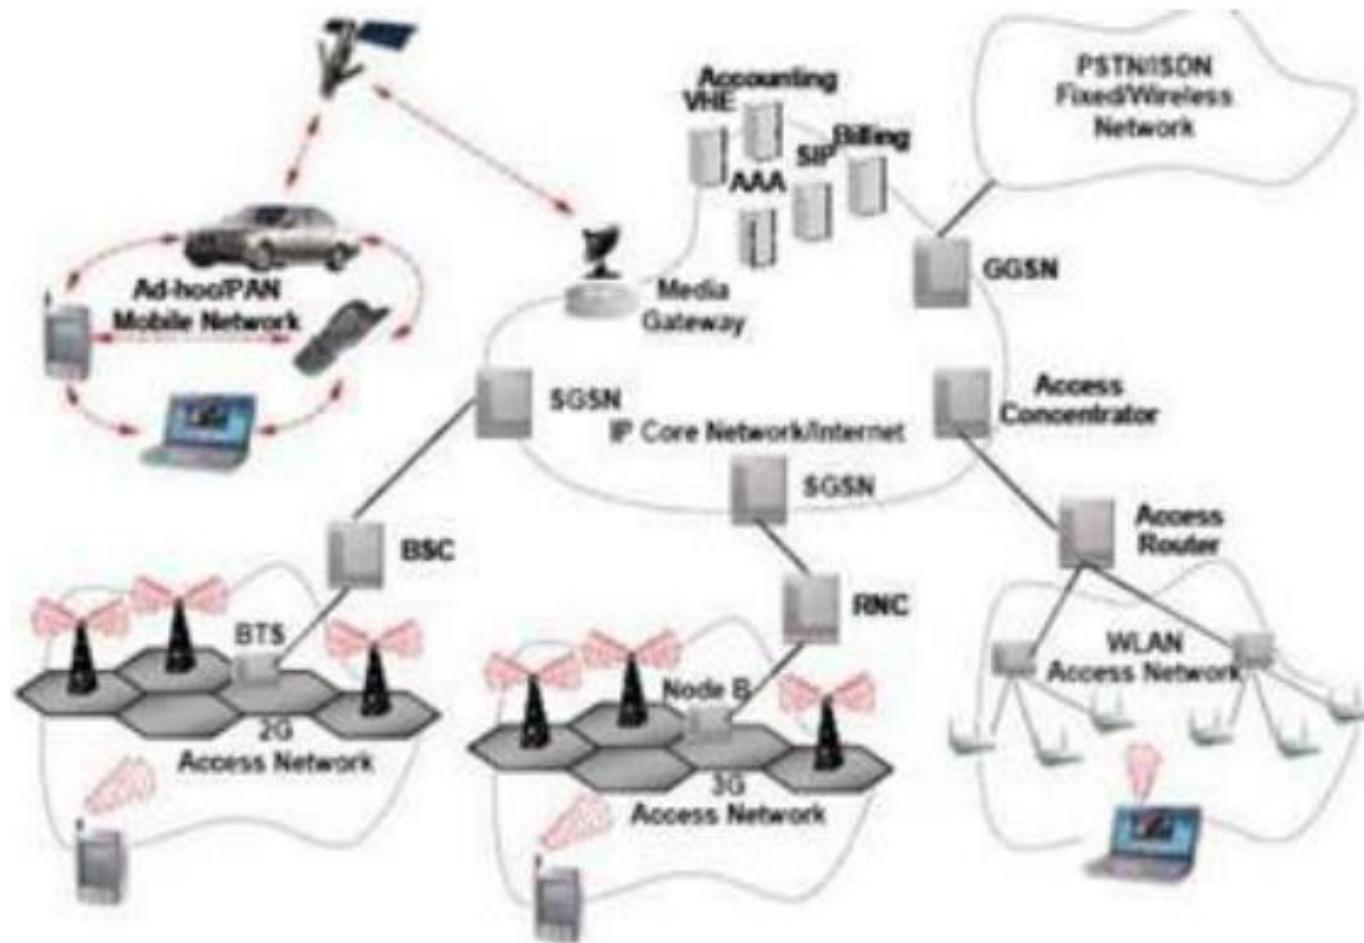 Accounting
VHE
SIP
Billing
AAA
PSTN/ISDN
Fixed/Wireless
Network
GGSN
Media
Gateway
Ad-hoc/PAN
Mobile Network
SGSN
IP Core Network/Internet
SGSN
Access
Concentrator
Access
Router
BSC
RNC
BTS
Node B
WLAN
Access Network
2G
Access Network
3G
Access Network